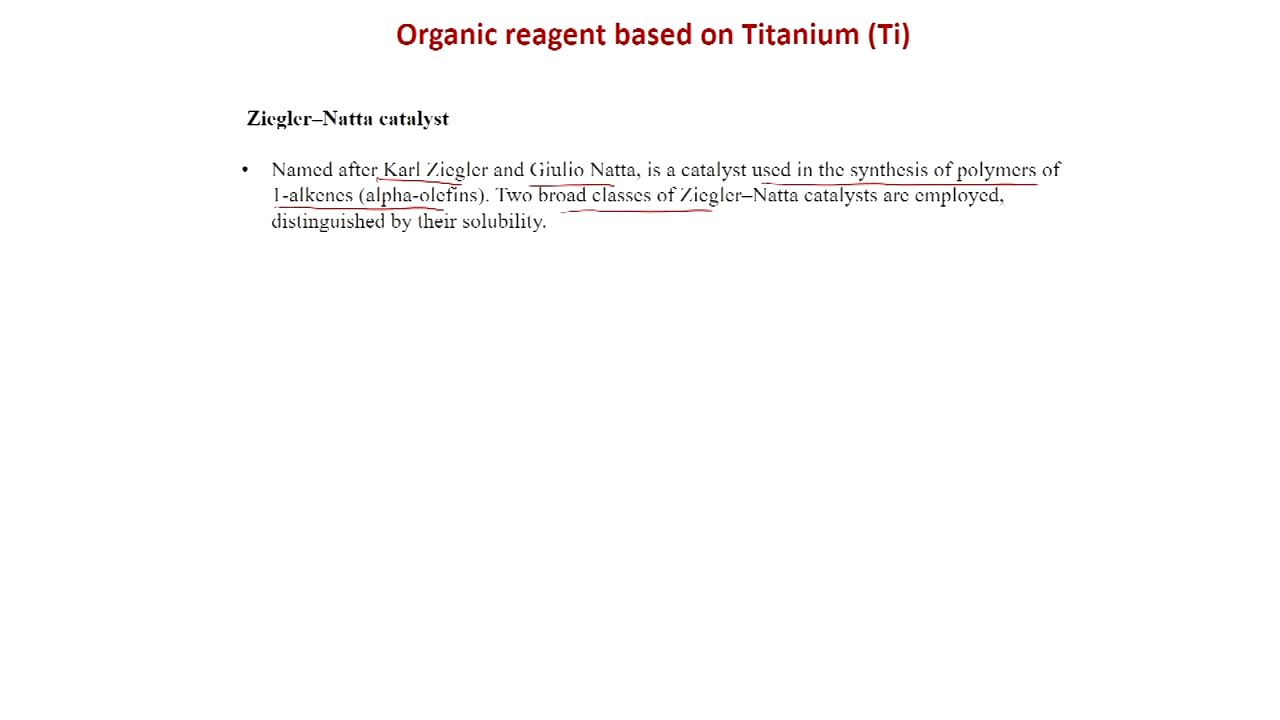 Organic reagent based on Titanium (Ti)
Ziegler–Natta catalyst
• Named after Karl Ziegler and Giulio Natta, is a catalyst used in the synthesis of polymers of
1-alkenes (alpha-olefins). Two broad classes of Ziegler–Natta catalysts are employed,
distinguished by their solubility.